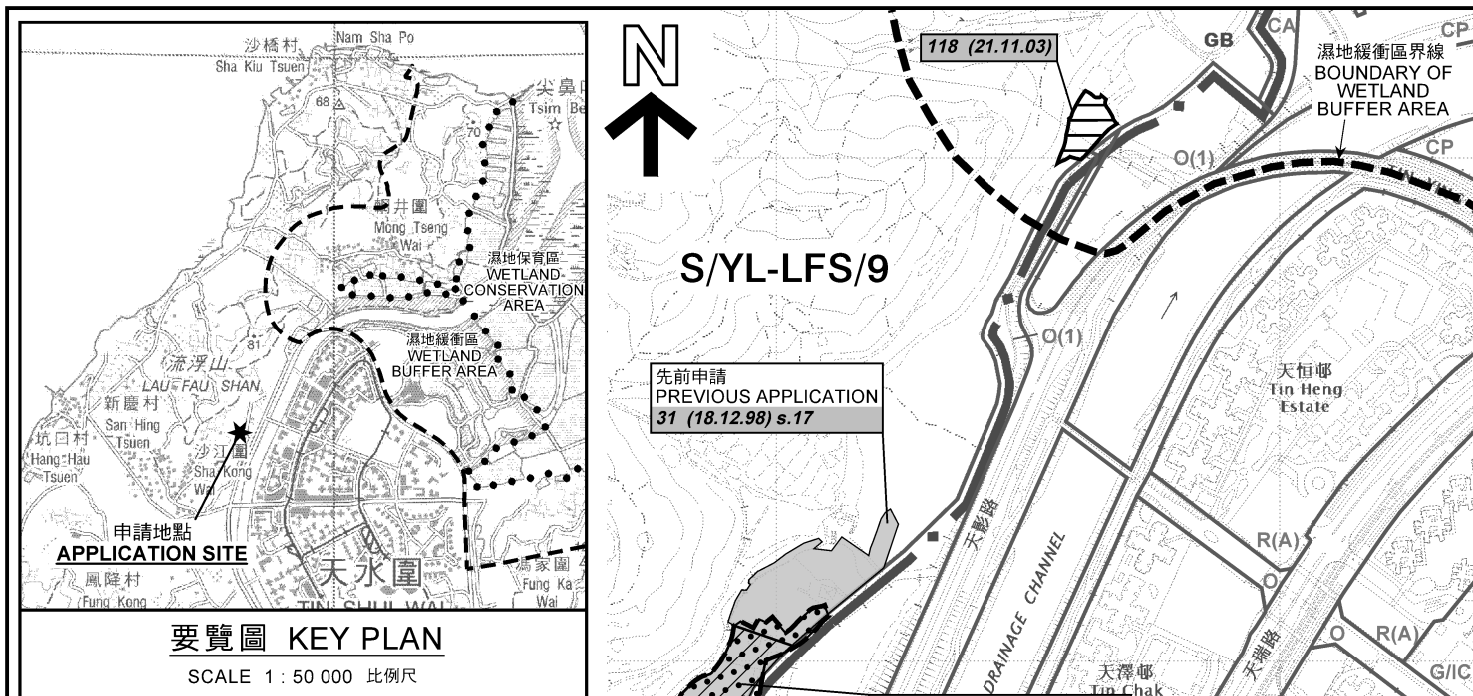 沙橋村
Sha Kiu Tsuen
Nam Sha Po
尖鼻
Tsim Be
68
70
朝井圍
Mong Tseng
Wai
濕地保育區
WETLAND
CONSERVATION
AREA
濕地緩衝區
WETLAND
BUFFER AREA
81
流浮山
LAU FAU SHAN
新慶村
San Hing
Tsuen
坑口村
Hang Hau
Tsuen
沙江圍
Sha Kong
Wai
申請地點
APPLICATION SITE
鳳降村
Fung Kong
天水圍
TIN SHUI WAI
馮家圍
Fung Ka
Wai
要覽圖 KEY PLAN
SCALE 1 : 50 000 比例尺
N
118 (21.11.03)
GB
CA
CP
濕地緩衝區界線
BOUNDARY OF
WETLAND
BUFFER AREA
CP
O(1)
TIN YING
S/YL-LFS/9
O(1)
先前申請
PREVIOUS APPLICATION
31 (18.12.98) s.17
天恒邨
Tin Heng
Estate
天影路
DRAINAGE CHANNEL
R(A)
O
O
R(A)
G/IC
天瑞路
天澤邨
Tin Chak